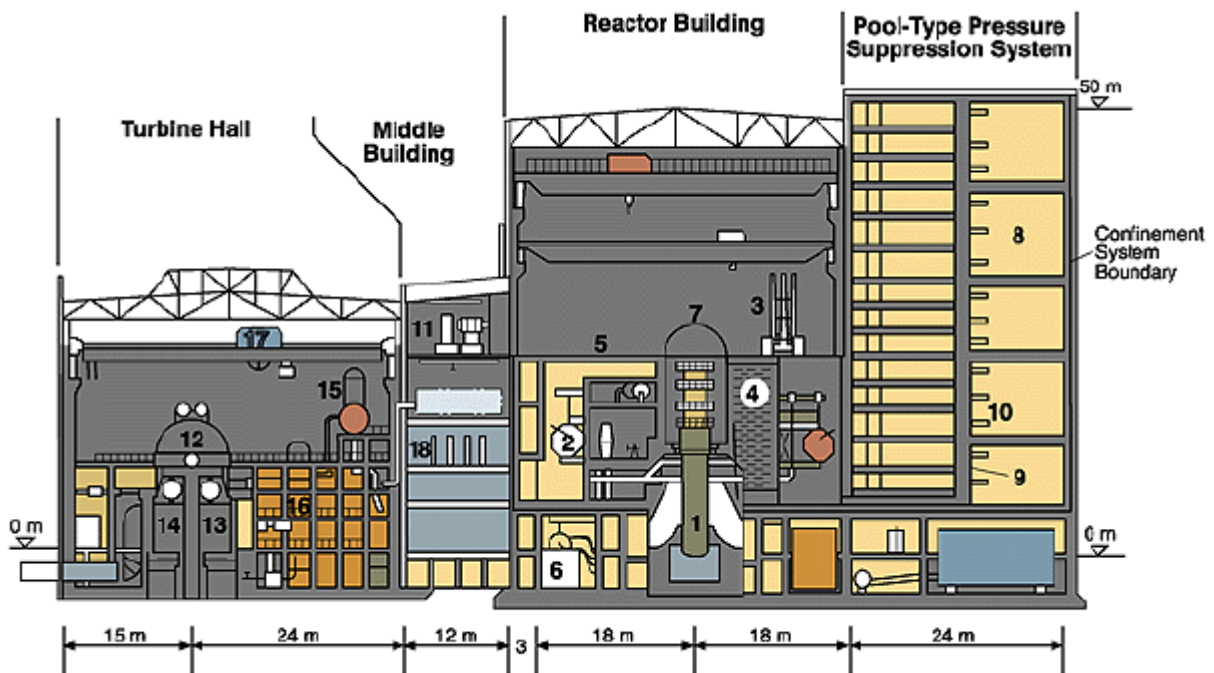 Reactor Building
Pool-Type Pressure
Suppression System
Turbine Hall
Middle
Building
50 m
17
11
15
12
18
16
14
13
5
7
3
2
4
1
6
8
Confinement
System
Boundary
10
9
0 m
0 m
15 m
24 m
12 m
3
18 m
18 m
24 m